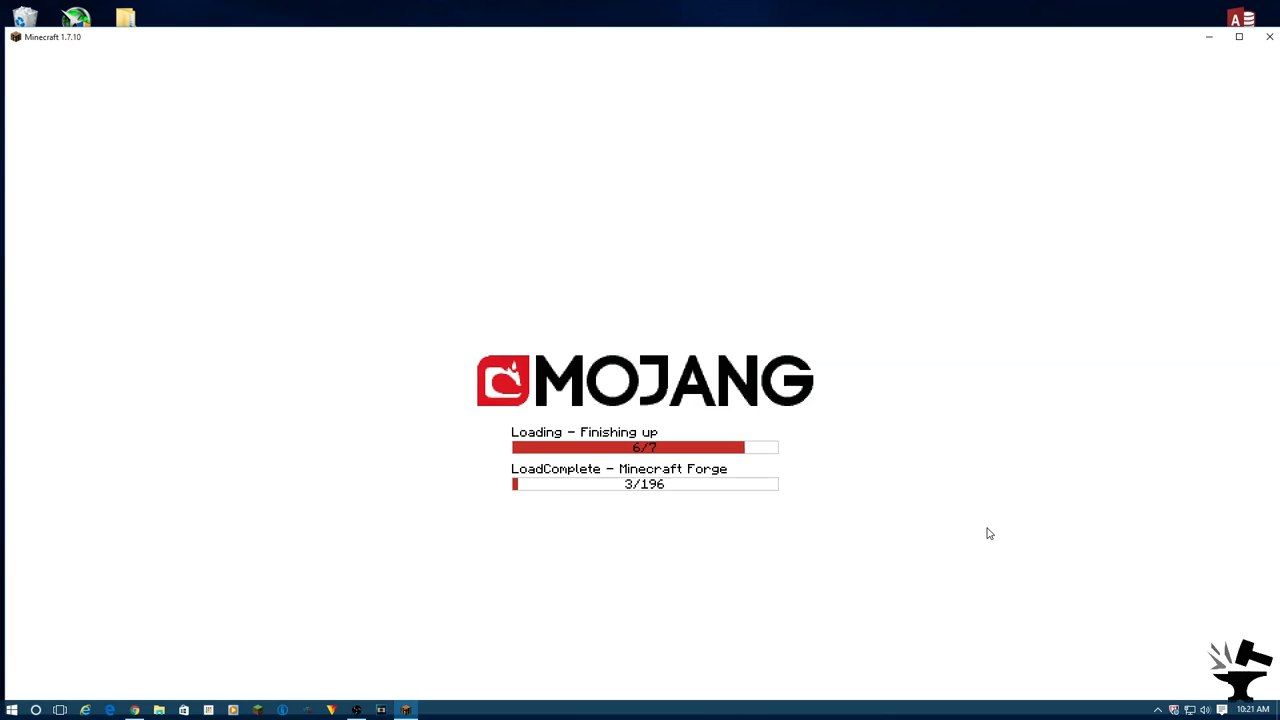 Minecraft 1.7.10
MOJANG
Loading - Finishing up
6/7
LoadComplete - Minecraft Forge
3/196
10:21 AM